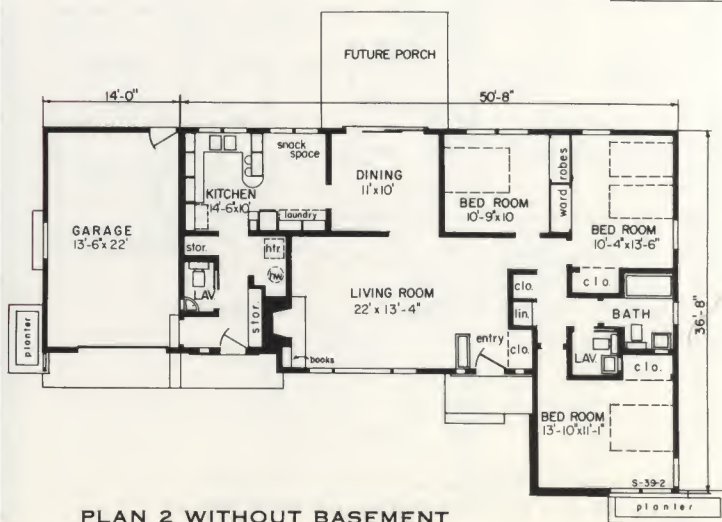 FUTURE PORCH
14'-0"
50'-8"
snack
space
KITCHEN
14'-6"x10'
laundry
DINING
11'x10'
BED ROOM
10'-9"x10
ward robes
BED ROOM
10'-4"x13'-6"
GARAGE
13'-6"x 22'
stor.
htr.
hw
LAV.
stor.
LIVING ROOM
22' x 13'-4"
clo.
clo.
lin.
BATH
36'-8"
planter
books
entry
clo.
LAV.
clo.
BED ROOM
13'-10"x11'-1"
S-39-2
planter
PLAN 2 WITHOUT BASEMENT